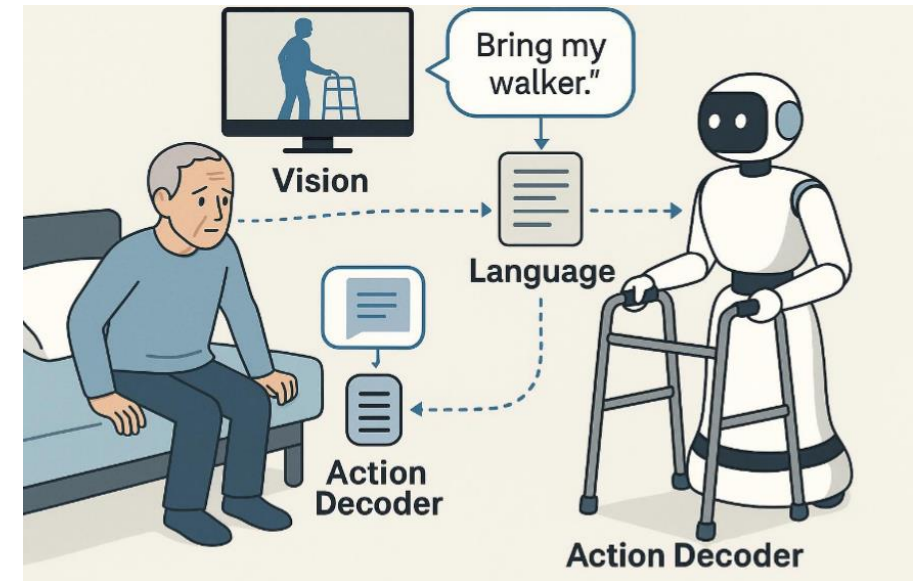 Bring my
walker.”
Vision
Language
Action
Decoder
Action Decoder